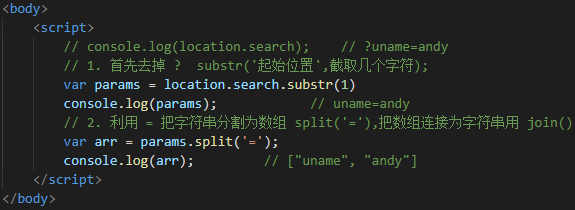 <body>
<script>
// console.log(location.search);    // ?uname=andy
// 1. 首先去掉 ?  substr('起始位置',截取几个字符);
var params = location.search.substr(1)
console.log(params);            // uname=andy
// 2. 利用 = 把字符串分割为数组 split('='),把数组连接为字符串用 join()
var arr = params.split('=');
console.log(arr);         // ["uname", "andy"]
</script>
</body>